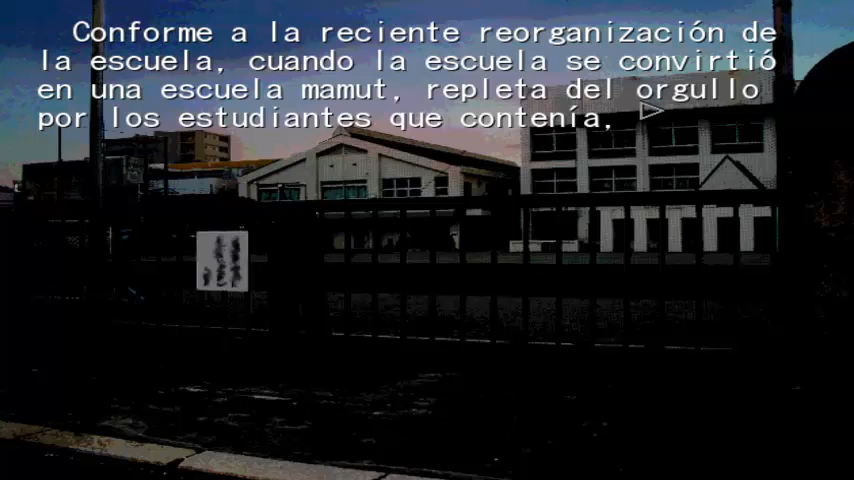 Conforme a la reciente reorganización de
la escuela, cuando la escuela se convirtió
en una escuela mamut, repleta del orgullo
por los estudiantes que contenía,